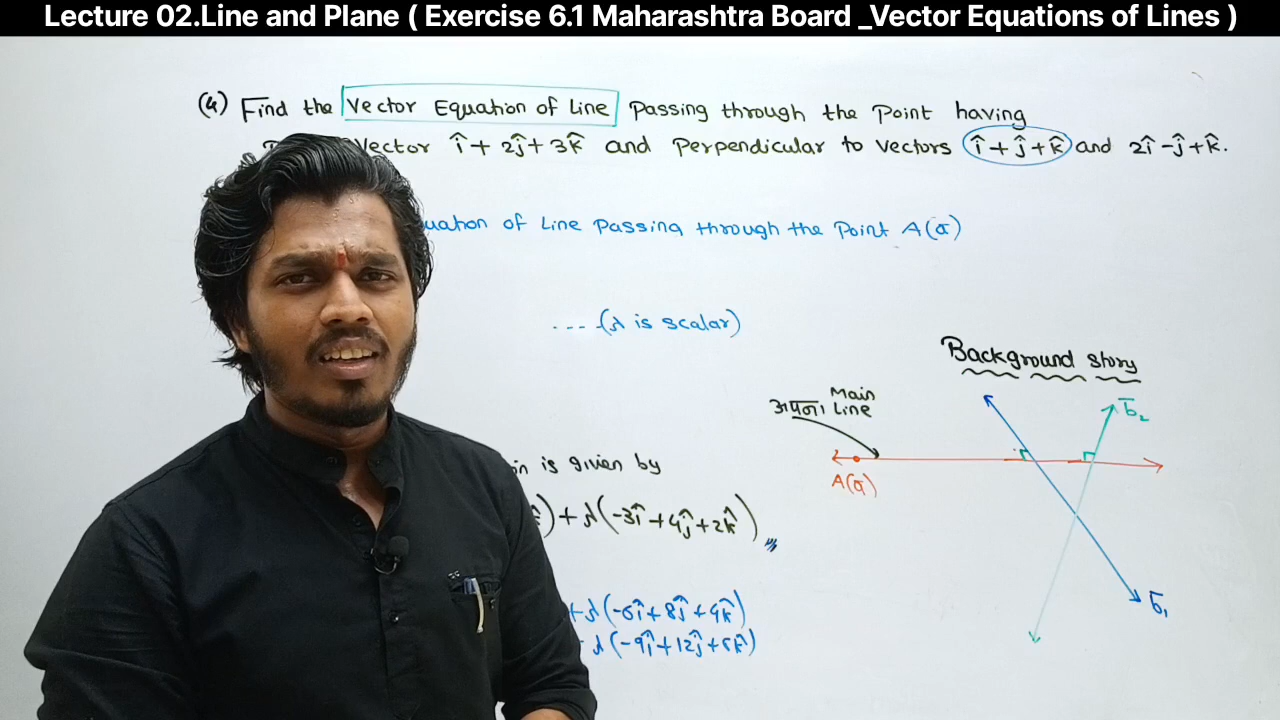 Lecture 02.Line and Plane ( Exercise 6.1 Maharashtra Board _Vector Equations of Lines )
(4) Find the Vector Equation of Line Passing through the Point having
Vector î + 2ĵ + 3k̂ and Perpendicular to Vectors î + ĵ + k̂ and 2î - ĵ + k̂.
of Line Passing through the Point A(ā)
.... (λ is scalar)
Background story
Main
अपना Line
b̄₂
A(ā)
b̄₁
is given by
) + λ(-3î + 4ĵ + 2k̂)
+ λ(-6î + 8ĵ + 4k̂)
+ λ(-9î + 12ĵ + 6k̂)